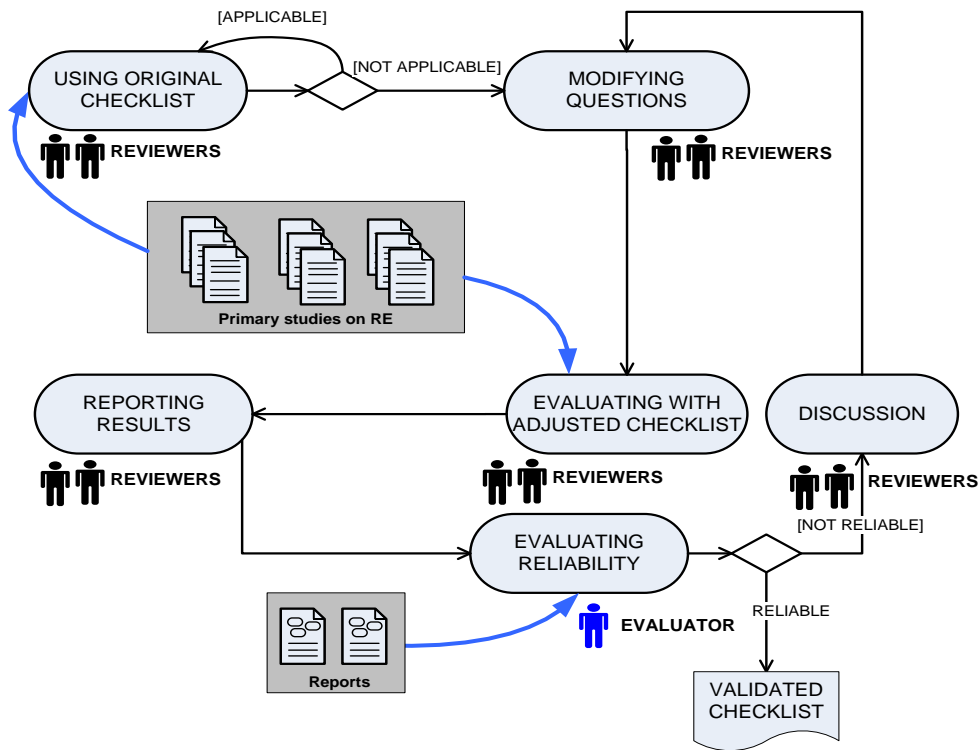 [APPLICABLE]
USING ORIGINAL
CHECKLIST
[NOT APPLICABLE]
MODIFYING
QUESTIONS
REVIEWERS
REVIEWERS
Primary studies on RE
REPORTING
RESULTS
EVALUATING WITH
ADJUSTED CHECKLIST
DISCUSSION
REVIEWERS
REVIEWERS
REVIEWERS
[NOT RELIABLE]
EVALUATING
RELIABILITY
RELIABLE
EVALUATOR
Reports
VALIDATED
CHECKLIST